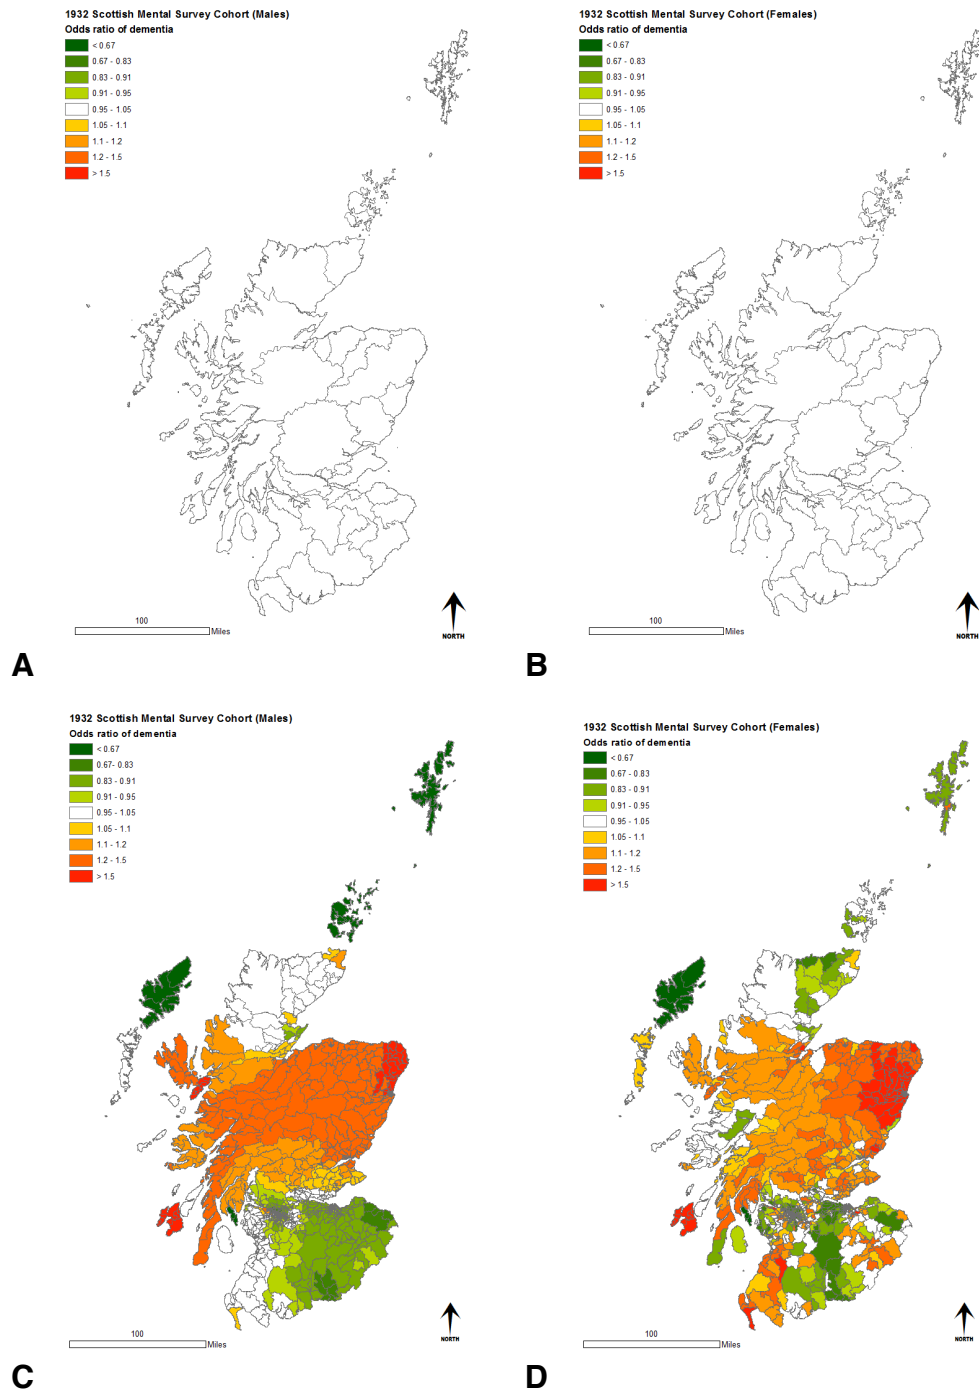 1932 Scottish Mental Survey Cohort (Males)
Odds ratio of dementia
< 0.67
0.67 - 0.83
0.83 - 0.91
0.91 - 0.95
0.95 - 1.05
1.05 - 1.1
1.1 - 1.2
1.2 - 1.5
> 1.5
100
Miles
NORTH
A
1932 Scottish Mental Survey Cohort (Females)
Odds ratio of dementia
< 0.67
0.67 - 0.83
0.83 - 0.91
0.91 - 0.95
0.95 - 1.05
1.05 - 1.1
1.1 - 1.2
1.2 - 1.5
> 1.5
100
Miles
NORTH
B
1932 Scottish Mental Survey Cohort (Males)
Odds ratio of dementia
< 0.67
0.67- 0.83
0.83 - 0.91
0.91 - 0.95
0.95 - 1.05
1.05 - 1.1
1.1 - 1.2
1.2 - 1.5
> 1.5
100
Miles
NORTH
C
1932 Scottish Mental Survey Cohort (Females)
Odds ratio of dementia
< 0.67
0.67 - 0.83
0.83 - 0.91
0.91 - 0.95
0.95 - 1.05
1.05 - 1.1
1.1 - 1.2
1.2 - 1.5
> 1.5
100
Miles
NORTH
D